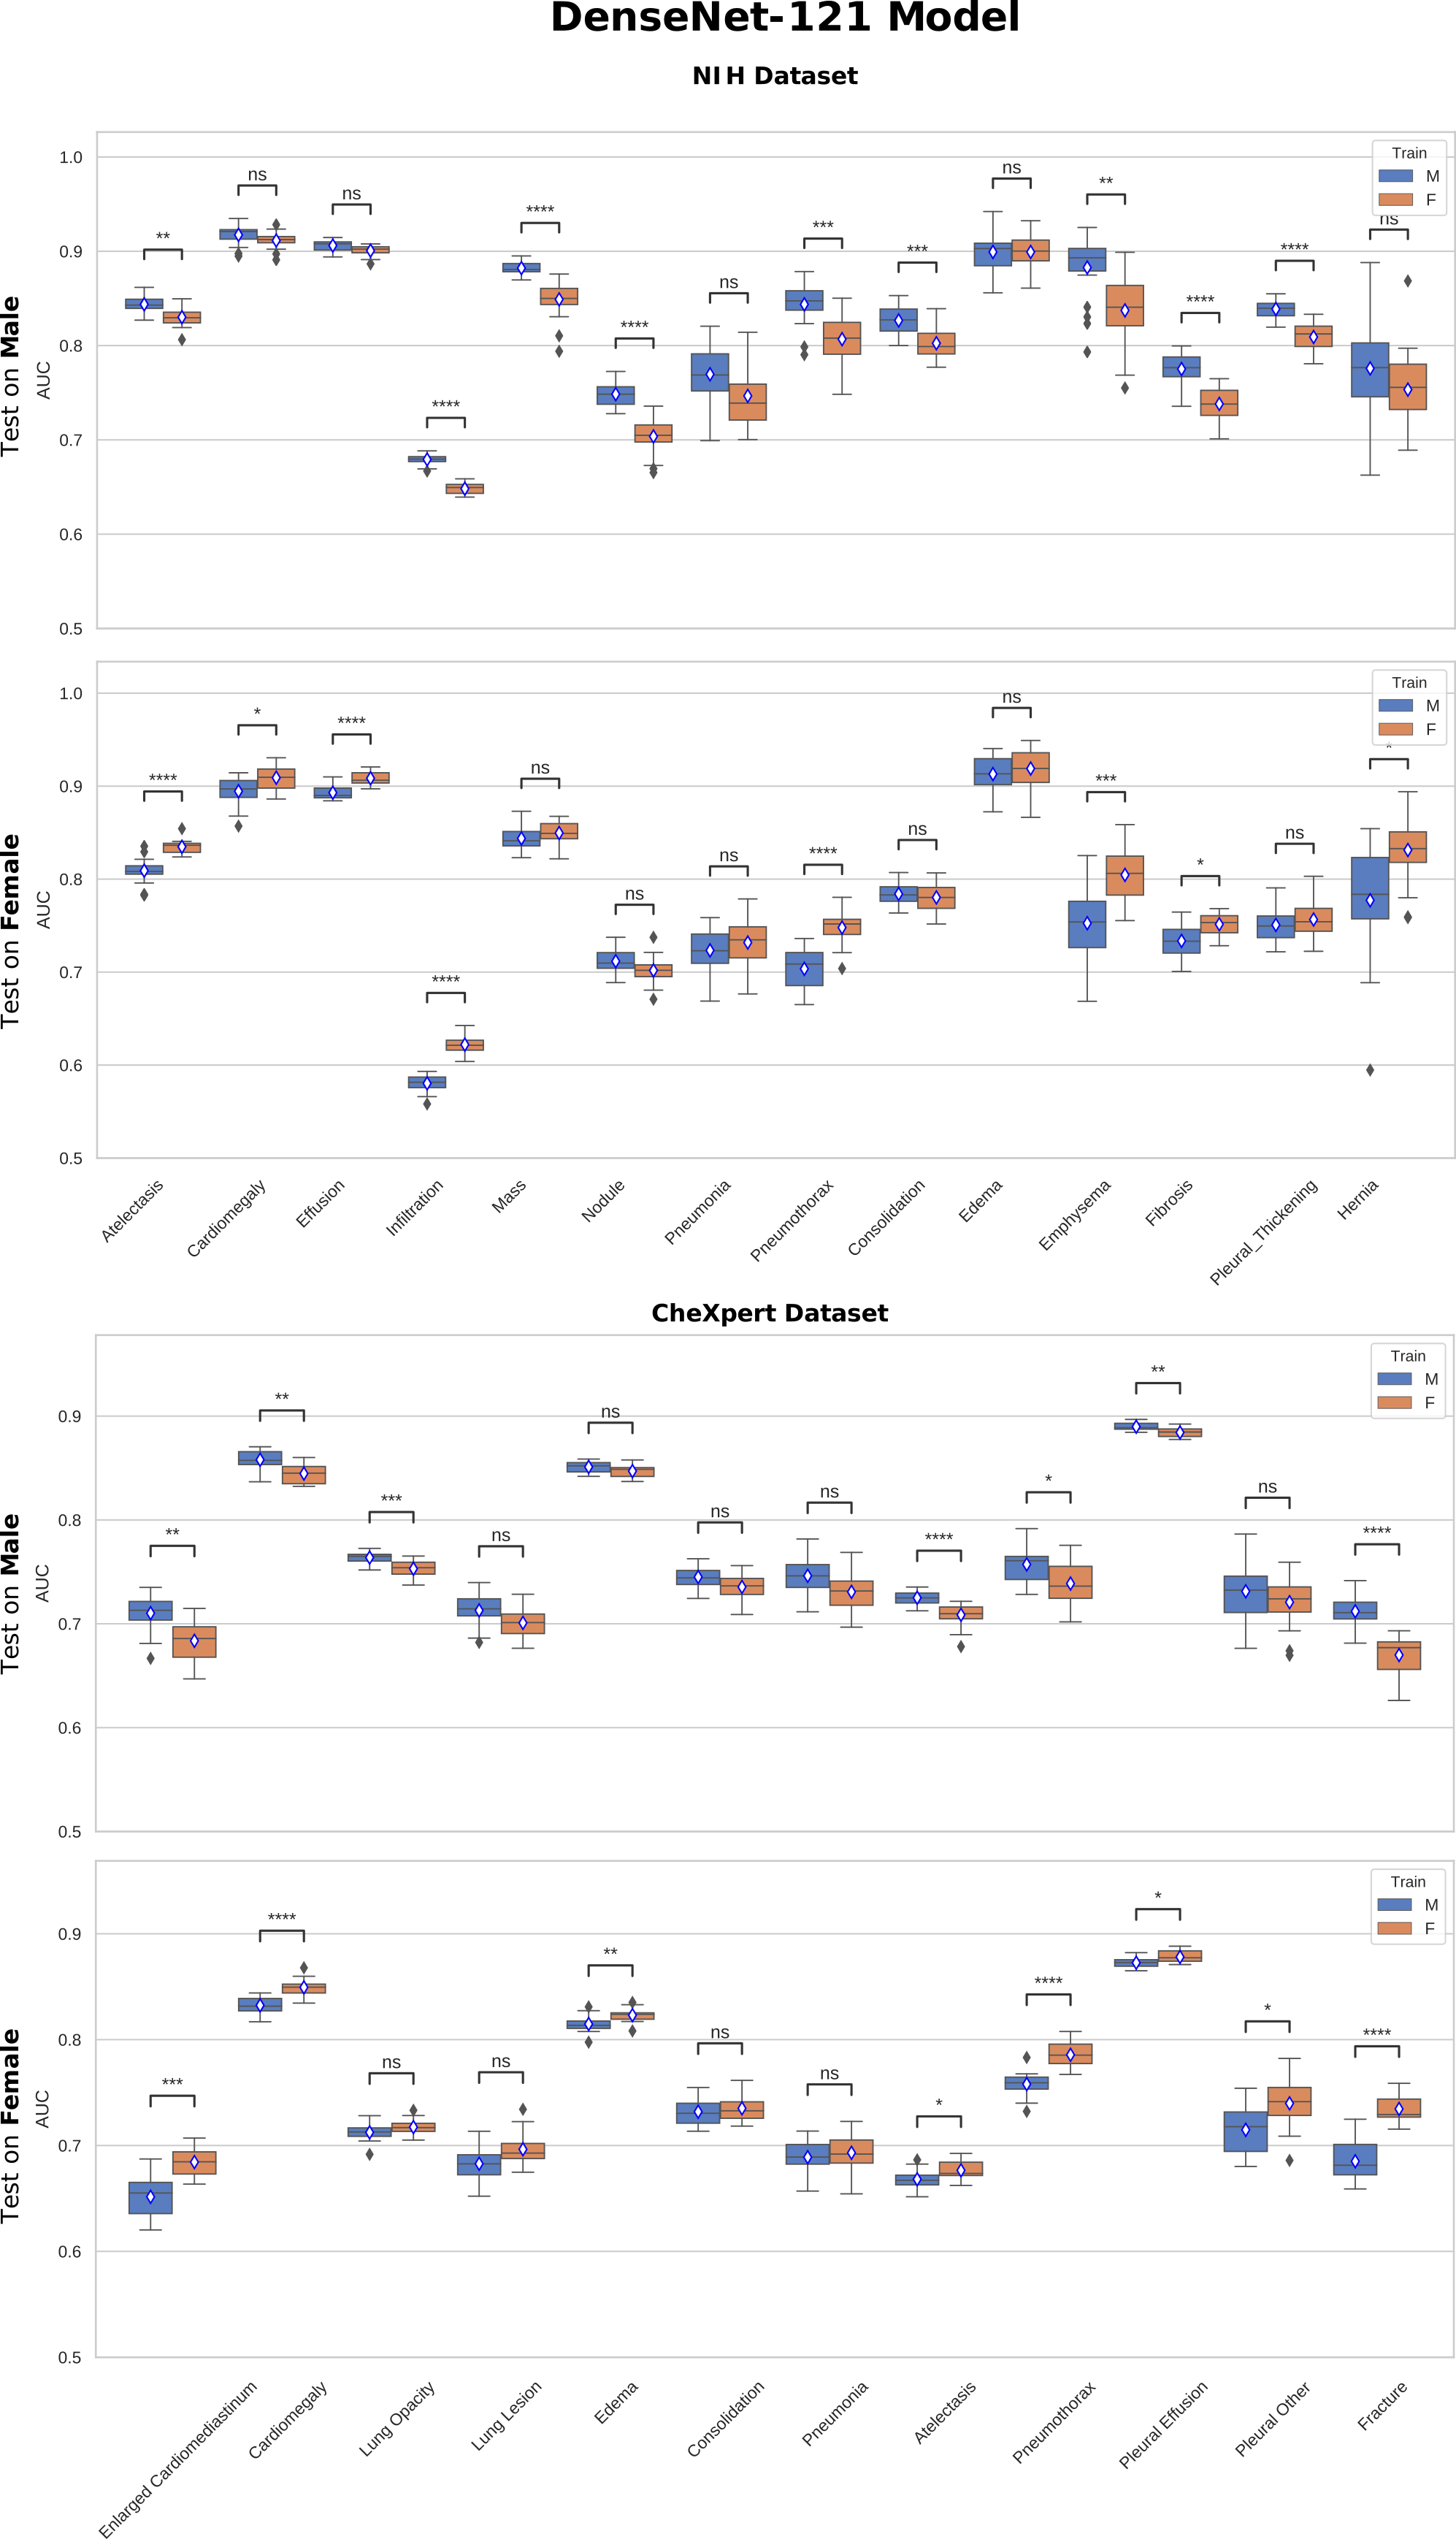 DenseNet-121 Model
NIH Dataset
Test on Male
AUC
1.0
0.9
0.8
0.7
0.6
0.5
Train
M
F
**
ns
ns
****
****
****
ns
***
***
ns
**
****
****
ns
Test on Female
AUC
1.0
0.9
0.8
0.7
0.6
0.5
Train
M
F
****
*
****
****
ns
ns
ns
****
ns
ns
***
*
ns
*
Atelectasis
Cardiomegaly
Effusion
Infiltration
Mass
Nodule
Pneumonia
Pneumothorax
Consolidation
Edema
Emphysema
Fibrosis
Pleural_Thickening
Hernia
CheXpert Dataset
Test on Male
AUC
0.9
0.8
0.7
0.6
0.5
Train
M
F
**
**
***
ns
ns
ns
ns
****
*
**
ns
****
Test on Female
AUC
0.9
0.8
0.7
0.6
0.5
Train
M
F
***
****
ns
ns
**
ns
ns
*
****
*
*
****
Enlarged Cardiomediastinum
Cardiomegaly
Lung Opacity
Lung Lesion
Edema
Consolidation
Pneumonia
Atelectasis
Pneumothorax
Pleural Effusion
Pleural Other
Fracture